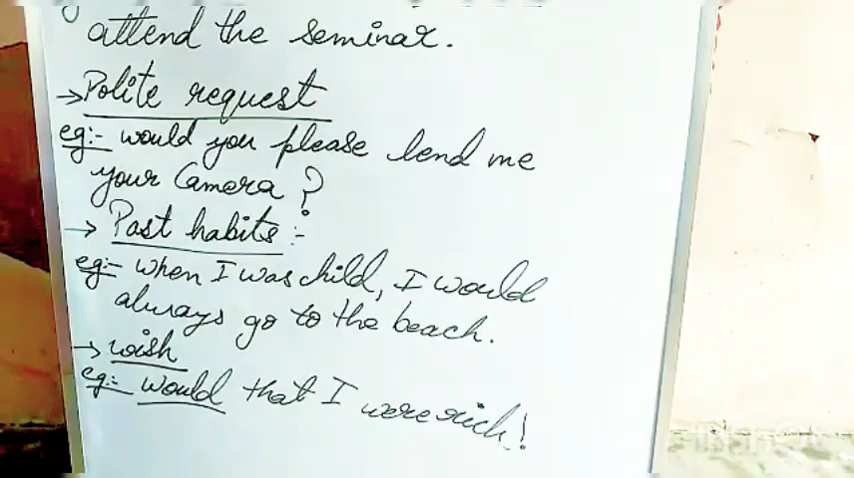 attend the seminar.
→ Polite request
eg:- would you please lend me
your Camera?
→ Past habits :-
eg:- when I was child, I would
always go to the beach.
→ wish
eg:- would that I were rich!